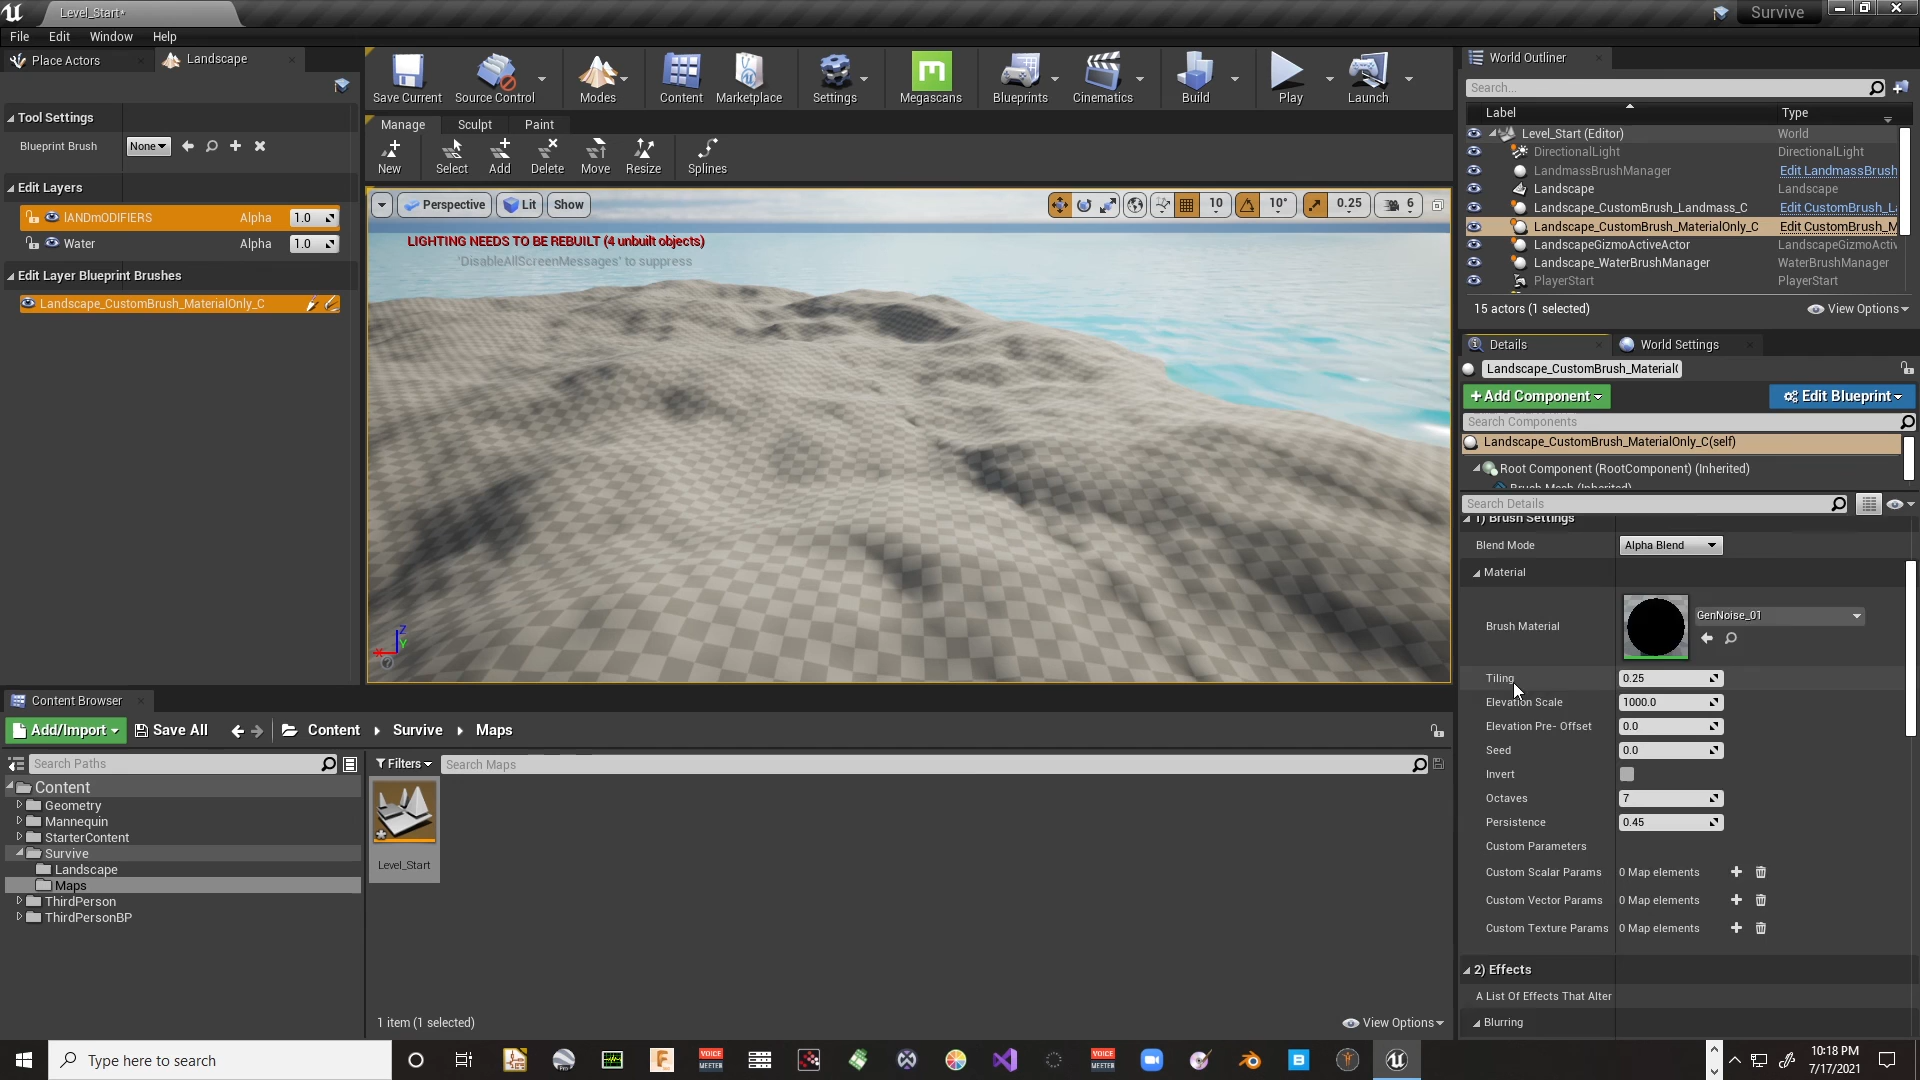 Level_Start*
Survive
File Edit Window Help
Place Actors
Landscape
Save Current
Source Control
Modes
Content
Marketplace
Settings
Megascans
Blueprints
Cinematics
Build
Play
Launch
World Outliner
Search...
Label
Type
Level_Start (Editor) World
DirectionalLight DirectionalLight
LandmassBrushManager Edit LandmassBrush
Landscape Landscape
Landscape_CustomBrush_Landmass_C Edit CustomBrush_La
Landscape_CustomBrush_MaterialOnly_C Edit CustomBrush_M
LandscapeGizmoActiveActor LandscapeGizmoActiv
Landscape_WaterBrushManager WaterBrushManager
PlayerStart PlayerStart
15 actors (1 selected)
View Options
Tool Settings
Blueprint Brush None
Edit Layers
lANDmODIFIERS Alpha 1.0
Water Alpha 1.0
Edit Layer Blueprint Brushes
Landscape_CustomBrush_MaterialOnly_C
Manage Sculpt Paint
New Select Add Delete Move Resize Splines
Perspective Lit Show
10 10° 0.25 6
LIGHTING NEEDS TO BE REBUILT (4 unbuilt objects)
'DisableAllScreenMessages' to suppress
Z
Y
X
?
Details
World Settings
Landscape_CustomBrush_Material(
+Add Component
Edit Blueprint
Search Components
Landscape_CustomBrush_MaterialOnly_C(self)
Root Component (RootComponent) (Inherited)
Brush Mesh (Inherited)
Search Details
1) Brush Settings
Blend Mode Alpha Blend
Material
Brush Material GenNoise_01
Tiling 0.25
Elevation Scale 1000.0
Elevation Pre- Offset 0.0
Seed 0.0
Invert
Octaves 7
Persistence 0.45
Custom Parameters
Custom Scalar Params 0 Map elements
Custom Vector Params 0 Map elements
Custom Texture Params 0 Map elements
2) Effects
A List Of Effects That Alter
Blurring
Content Browser
Add/Import
Save All
Content
Survive
Maps
Search Paths
Filters
Search Maps
Content
Geometry
Mannequin
StarterContent
Survive
Landscape
Maps
ThirdPerson
ThirdPersonBP
Level_Start
1 item (1 selected)
View Options
Type here to search
VOICE MEETER
VOICE MEETER
10:18 PM
7/17/2021